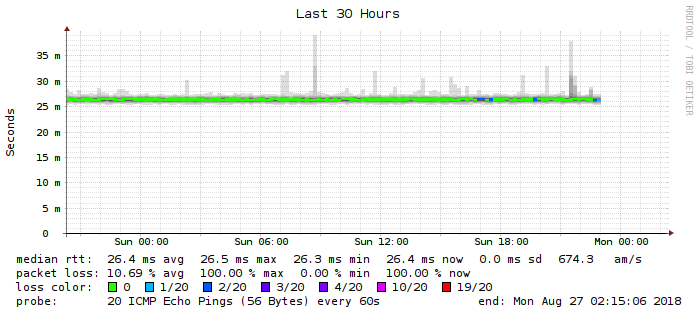 Last 30 Hours
RRDTOOL / TOBI OETIKER
Seconds
35 m
30 m
25 m
20 m
15 m
10 m
5 m
0
Sun 00:00 Sun 06:00 Sun 12:00 Sun 18:00 Mon 00:00
median rtt: 26.4 ms avg 26.5 ms max 26.3 ms min 26.4 ms now 0.0 ms sd 674.3 am/s
packet loss: 10.69 % avg 100.00 % max 0.00 % min 100.00 % now
loss color: 0 1/20 2/20 3/20 4/20 10/20 19/20
probe: 20 ICMP Echo Pings (56 Bytes) every 60s end: Mon Aug 27 02:15:06 2018